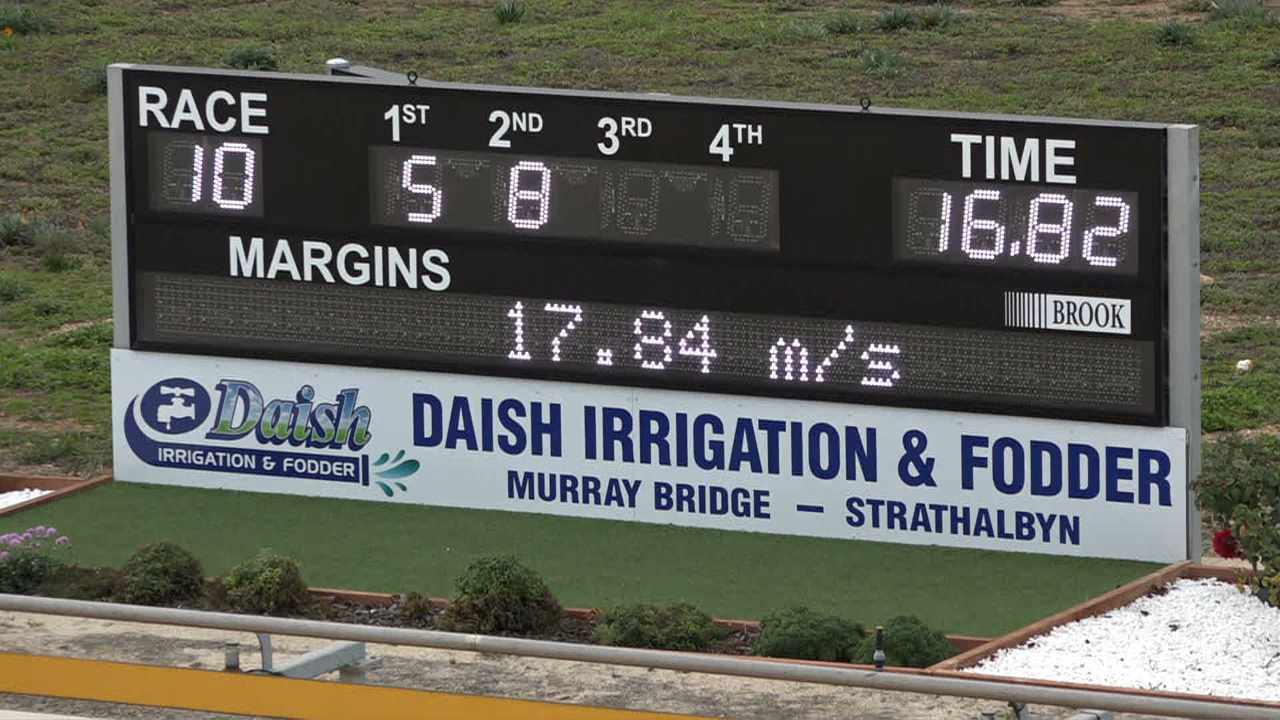 RACE 1ST 2ND 3RD 4TH TIME
10 5 8 16.82
MARGINS
BROOK
17.84 m/s
Daish
IRRIGATION & FODDER
DAISH IRRIGATION & FODDER
MURRAY BRIDGE — STRATHALBYN